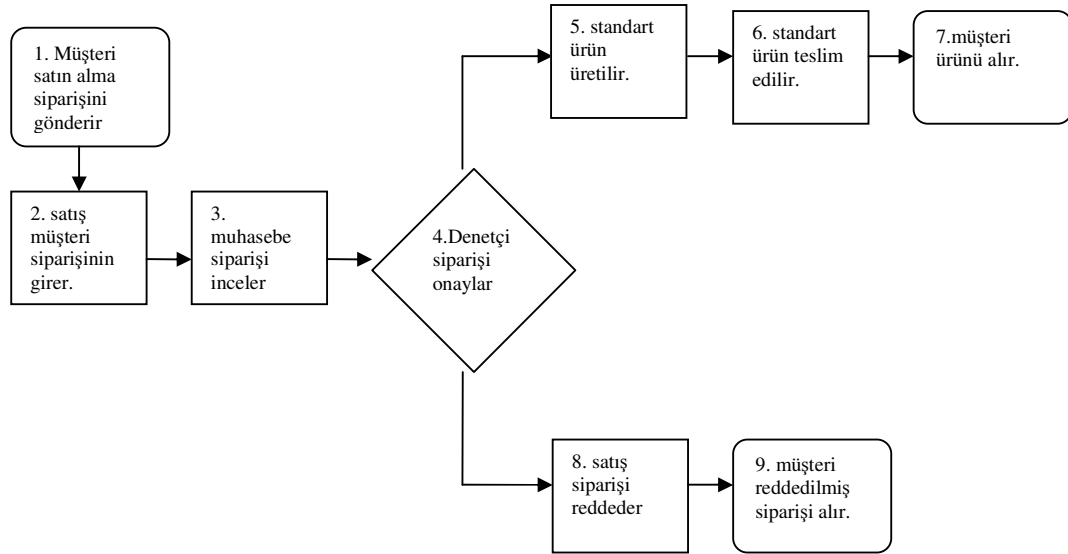 1. Müşteri
satın alma
siparişini
gönderir
2. satış
müşteri
siparişinin
girer.
3.
muhasebe
siparişi
inceler
4.Denetçi
siparişi
onaylar
5. standart
ürün
üretilir.
6. standart
ürün teslim
edilir.
7.müşteri
ürünü alır.
8. satış
siparişi
reddeder
9. müşteri
reddedilmiş
siparişi alır.